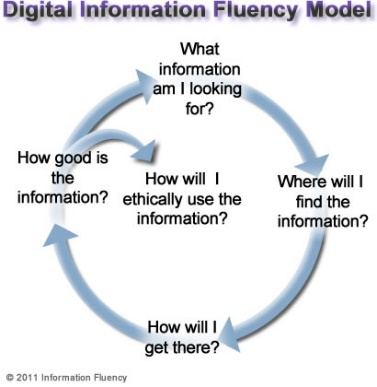 Digital Information Fluency Model
What
information
am I looking
for?
How good is
the
information?
How will I
ethically use the
information?
Where will I
find the
information?
How will I
get there?
© 2011 Information Fluency